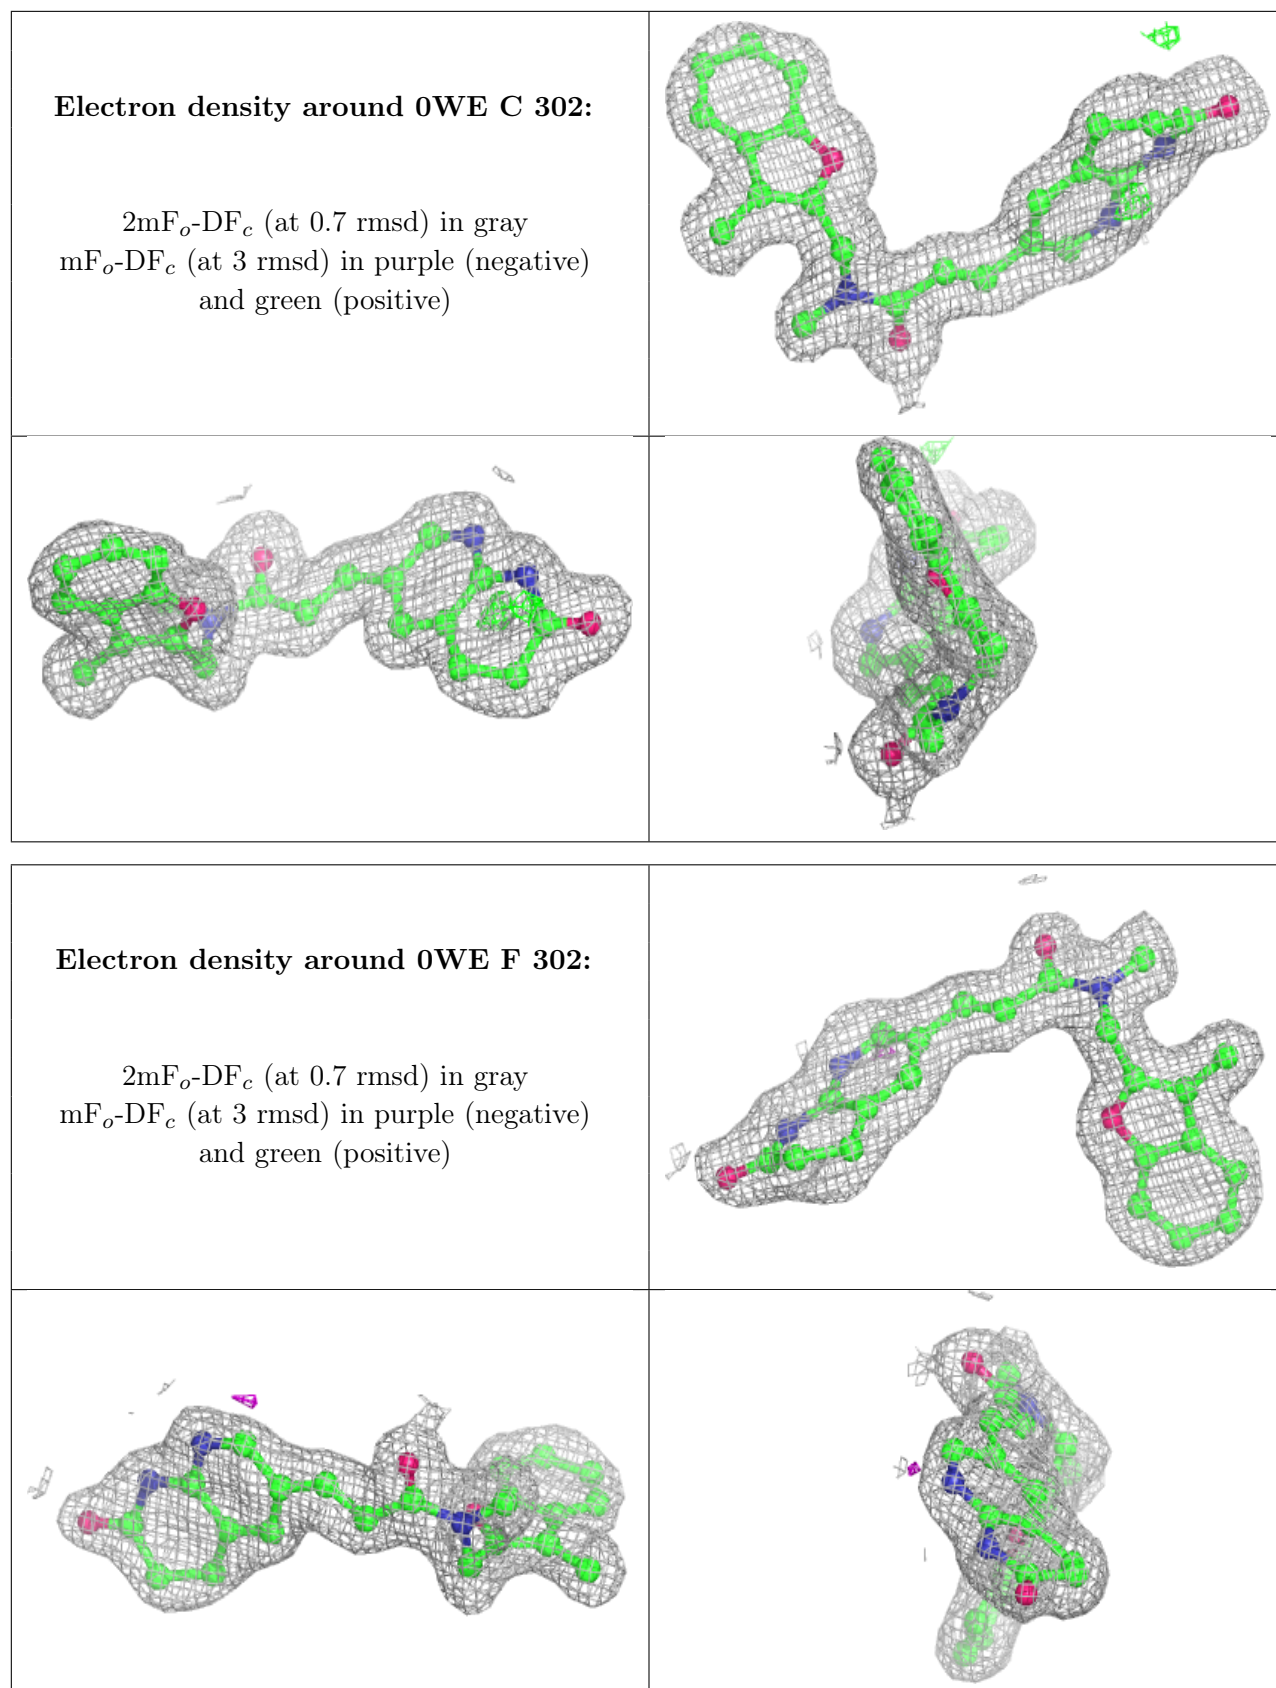 Electron density around 0WE C 302:
2mFo-DFc (at 0.7 rmsd) in gray
mFo-DFc (at 3 rmsd) in purple (negative)
and green (positive)
Electron density around 0WE F 302:
2mFo-DFc (at 0.7 rmsd) in gray
mFo-DFc (at 3 rmsd) in purple (negative)
and green (positive)